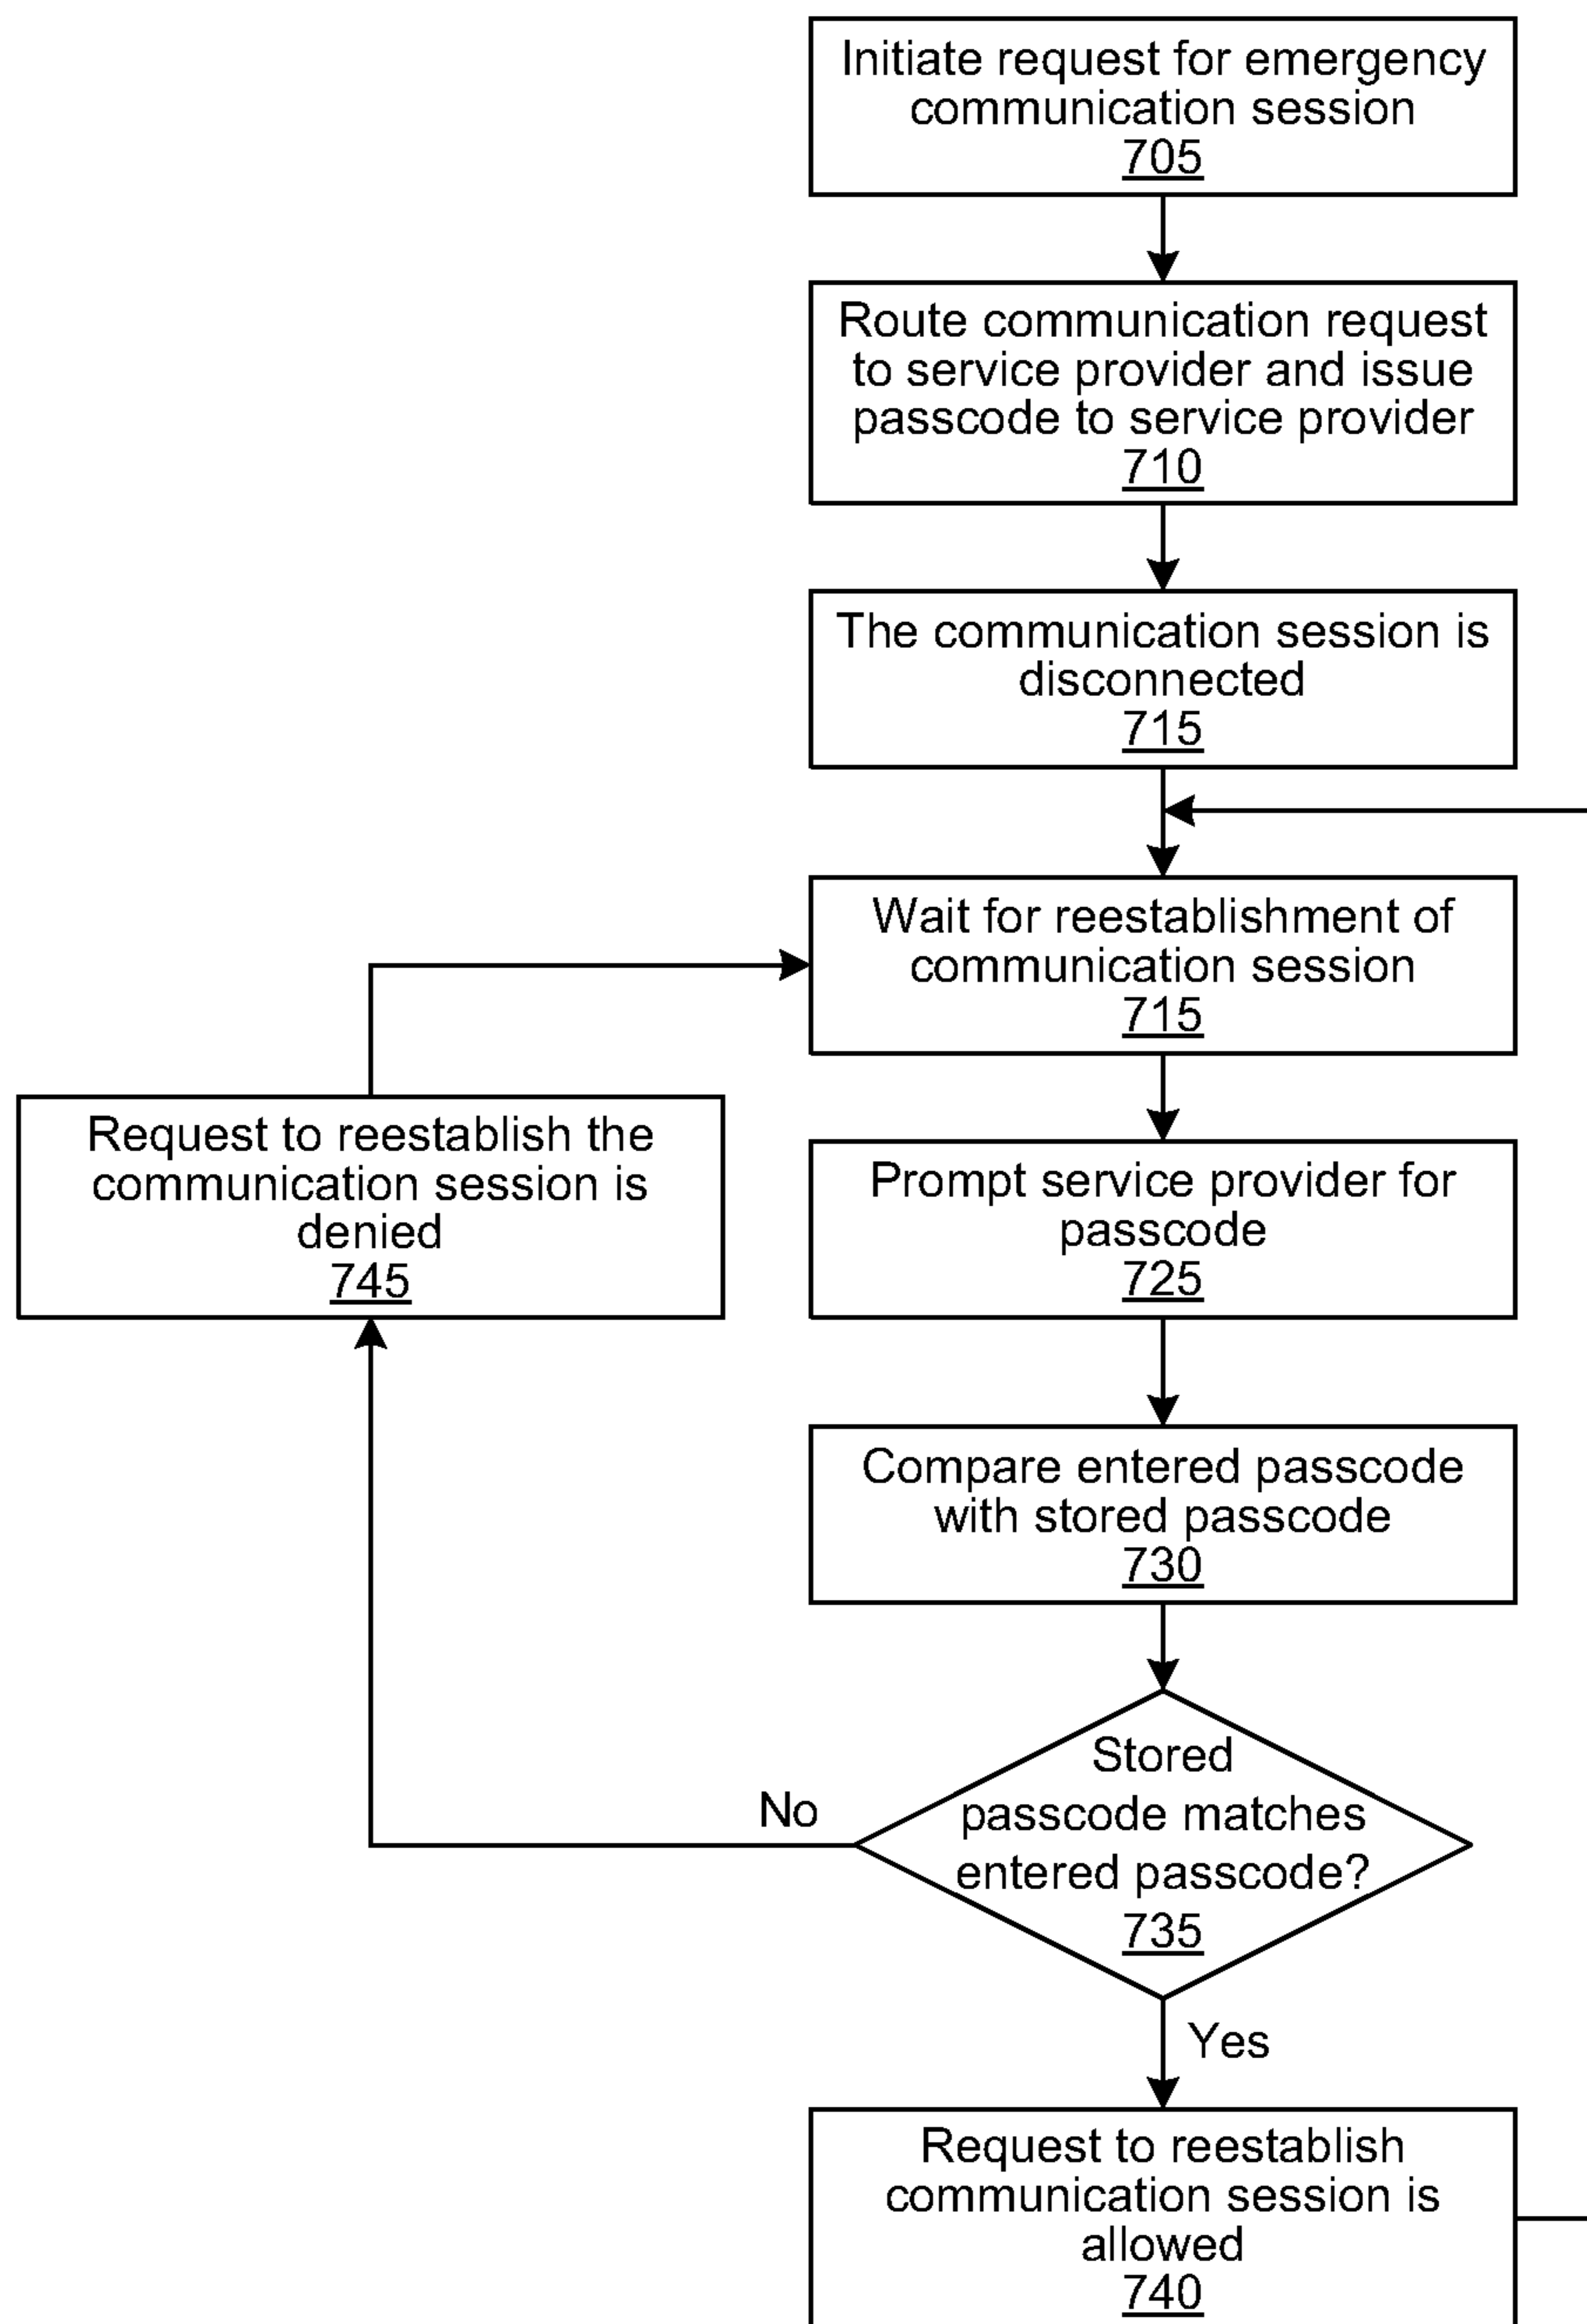 Initiate request for emergency
communication session
705
Route communication request
to service provider and issue
passcode to service provider
710
The communication session is
disconnected
715
Wait for reestablishment of
communication session
715
Request to reestablish the
communication session is
denied
745
Prompt service provider for
passcode
725
Compare entered passcode
with stored passcode
730
Stored
passcode matches
entered passcode?
735
No
Yes
Request to reestablish
communication session is
allowed
740